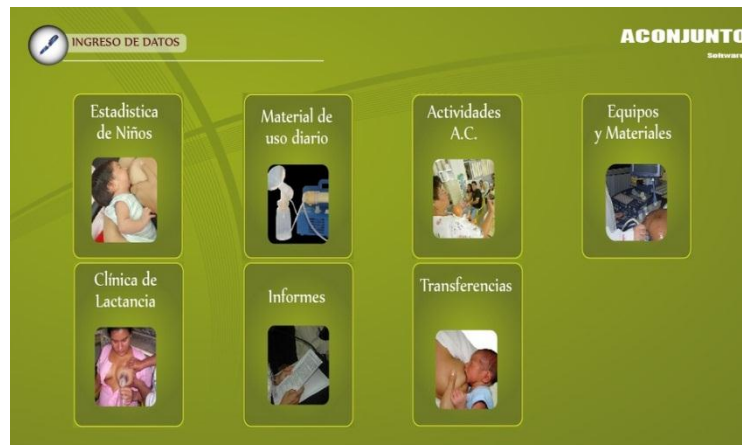 INGRESO DE DATOS
ACONJUNTO
Estadistica
de Niños
Material de
uso diario
Actividades
A.C.
Equipos
y Materiales
Clínica de
Lactancia
Informes
Transferencias